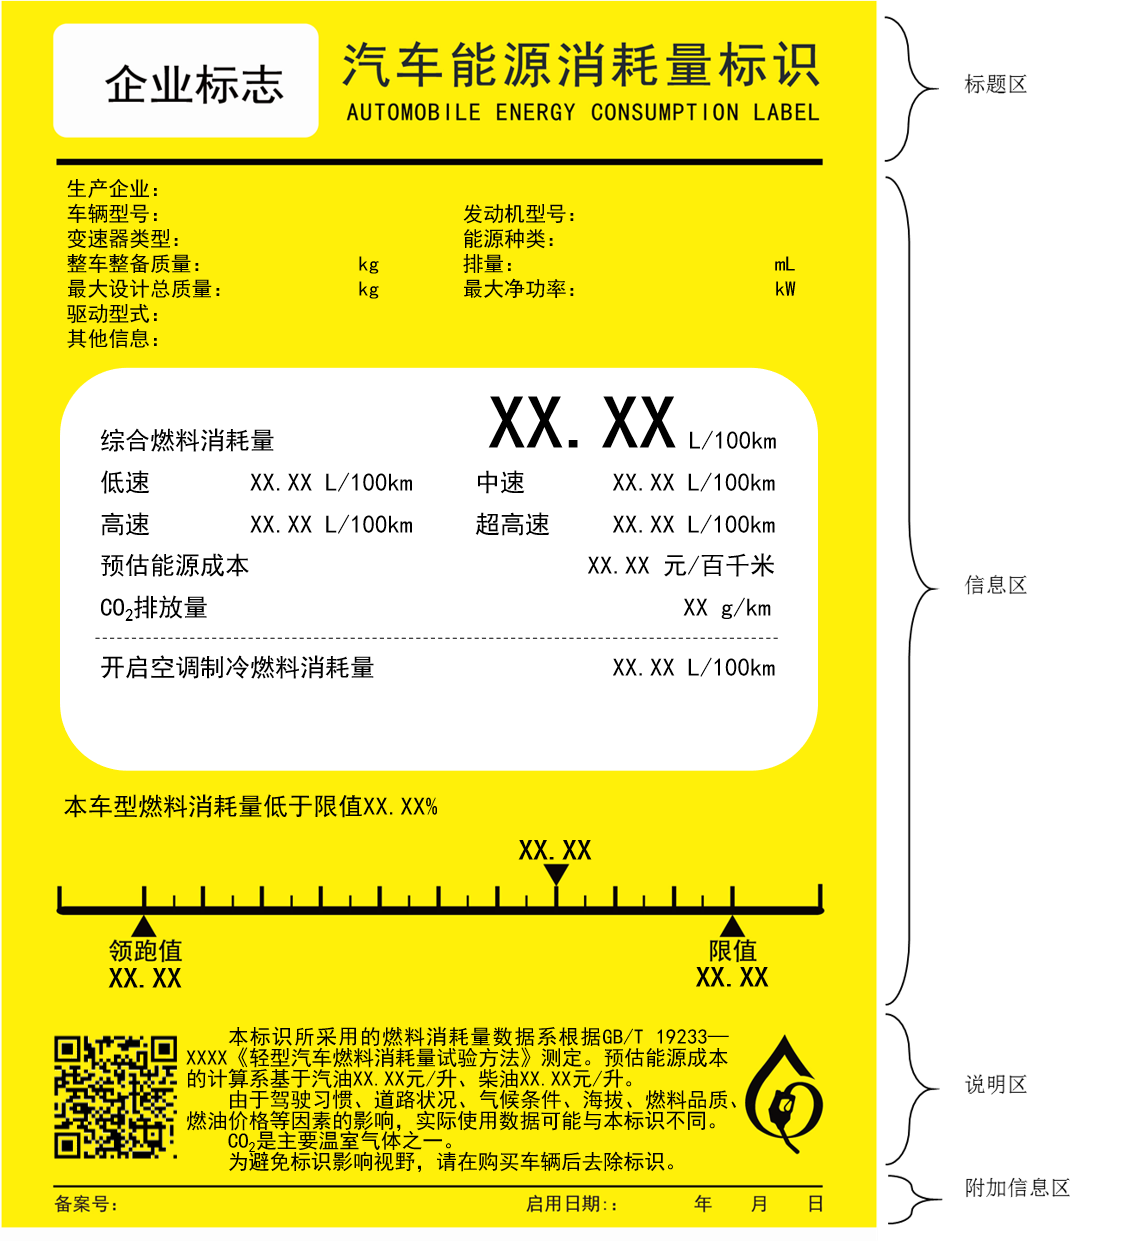 企业标志
汽车能源消耗量标识
AUTOMOBILE ENERGY CONSUMPTION LABEL
标题区
生产企业：
车辆型号： 发动机型号：
变速器类型： 能源种类：
整车整备质量： kg 排量： mL
最大设计总质量： kg 最大净功率： kW
驱动型式：
其他信息：
综合燃料消耗量 XX.XX L/100km
低速 XX.XX L/100km 中速 XX.XX L/100km
高速 XX.XX L/100km 超高速 XX.XX L/100km
预估能源成本 XX.XX 元/百千米
CO₂排放量 XX g/km
开启空调制冷燃料消耗量 XX.XX L/100km
信息区
本车型燃料消耗量低于限值XX.XX%
XX.XX
领跑值 限值
XX.XX XX.XX
本标识所采用的燃料消耗量数据系根据GB/T 19233—
XXXX《轻型汽车燃料消耗量试验方法》测定。预估能源成本
的计算系基于汽油XX.XX元/升、柴油XX.XX元/升。
由于驾驶习惯、道路状况、气候条件、海拔、燃料品质、
燃油价格等因素的影响，实际使用数据可能与本标识不同。
CO₂是主要温室气体之一。
为避免标识影响视野，请在购买车辆后去除标识。
说明区
备案号： 启用日期:： 年 月 日
附加信息区